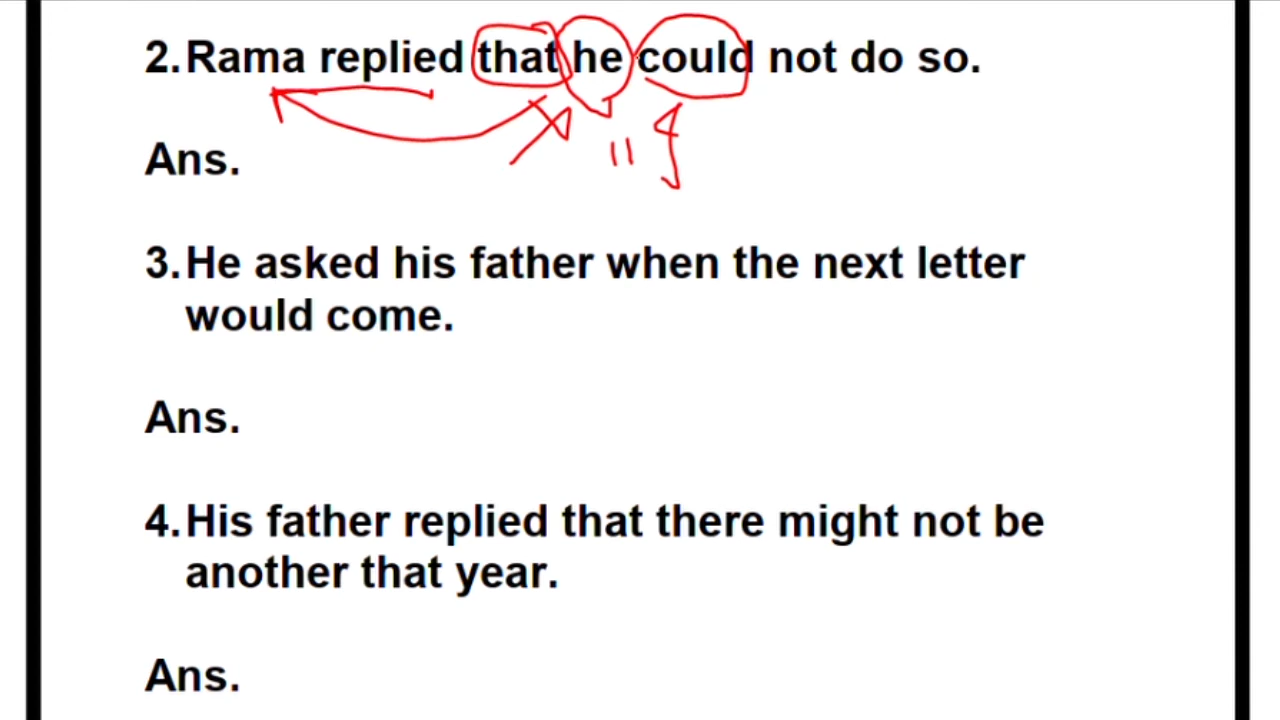 2. Rama replied that he could not do so.
Ans.
3. He asked his father when the next letter
would come.
Ans.
4. His father replied that there might not be
another that year.
Ans.